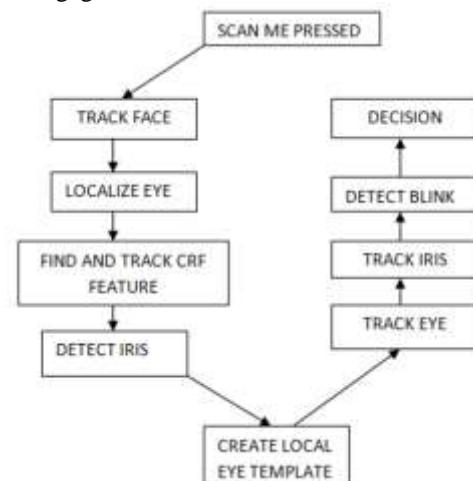 SCAN ME PRESSED
TRACK FACE
LOCALIZE EYE
FIND AND TRACK CRF
FEATURE
DETECT IRIS
CREATE LOCAL
EYE TEMPLATE
TRACK EYE
TRACK IRIS
DETECT BLINK
DECISION